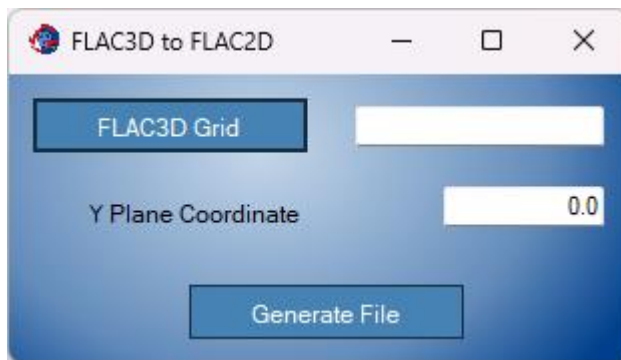 FLAC3D to FLAC2D
FLAC3D Grid
Y Plane Coordinate 0.0
Generate File